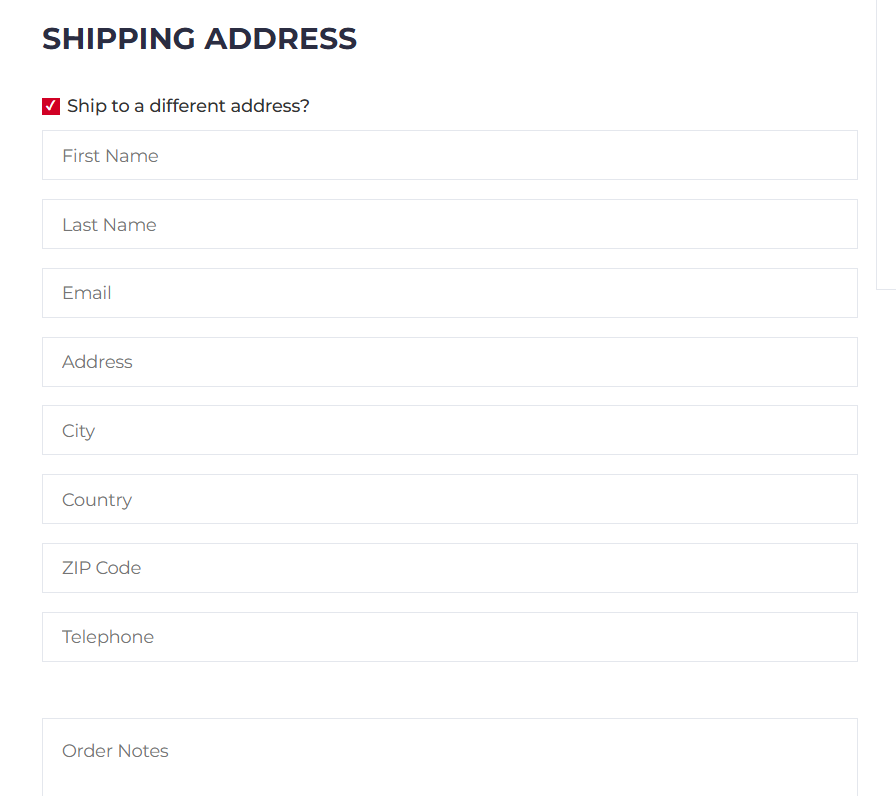 SHIPPING ADDRESS
Ship to a different address?
First Name
Last Name
Email
Address
City
Country
ZIP Code
Telephone
Order Notes